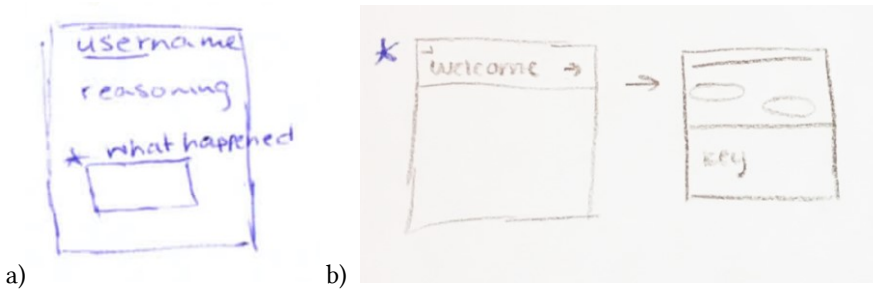 username
reasoning
* what happened
a)
* welcome →
→
key
b)